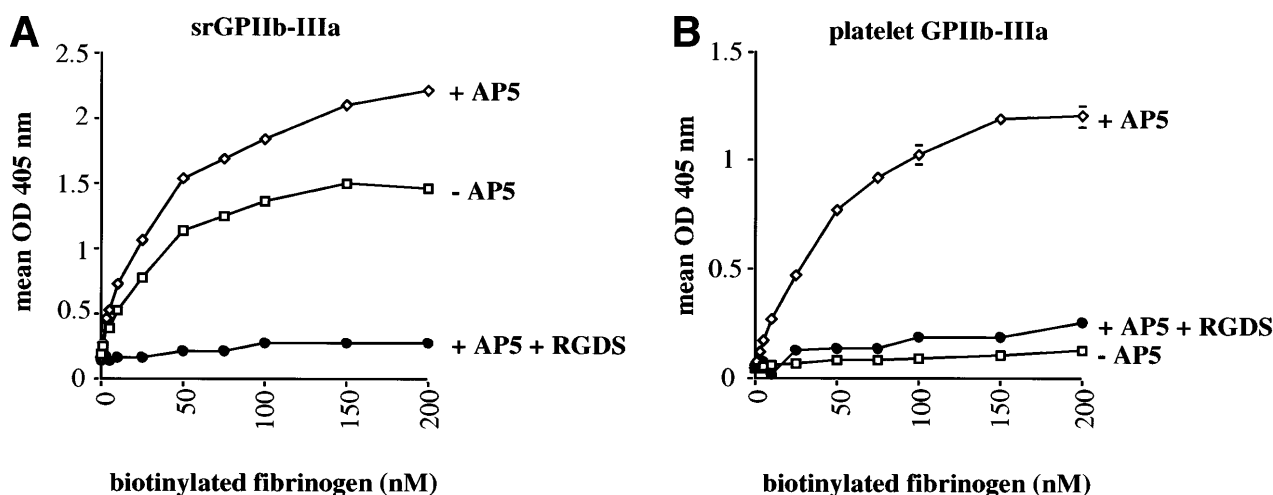 A
srGPIIb-IIIa
2.5
2
1.5
1
0.5
0
mean OD 405 nm
+ AP5
- AP5
+ AP5 + RGDS
0
50
100
150
200
biotinylated fibrinogen (nM)
B
platelet GPIIb-IIIa
1.5
1
0.5
0
mean OD 405 nm
+ AP5
+ AP5 + RGDS
- AP5
0
50
100
150
200
biotinylated fibrinogen (nM)